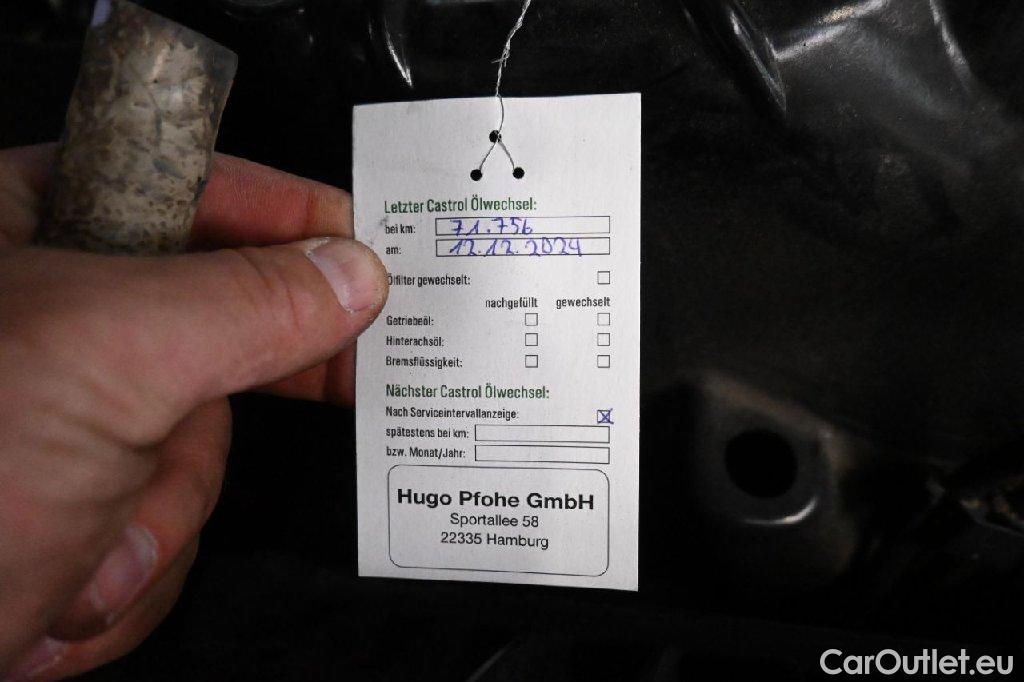 Letzter Castrol Ölwechsel:
bei km: 71.756
am: 12.12.2024
Ölfilter gewechselt:
nachgefüllt gewechselt
Getriebeöl:
Hinterachsöl:
Bremsflüssigkeit:
Nächster Castrol Ölwechsel:
Nach Serviceintervallanzeige:
spätestens bei km:
bzw. Monat/Jahr:
Hugo Pfohe GmbH
Sportallee 58
22335 Hamburg
CarOutlet.eu